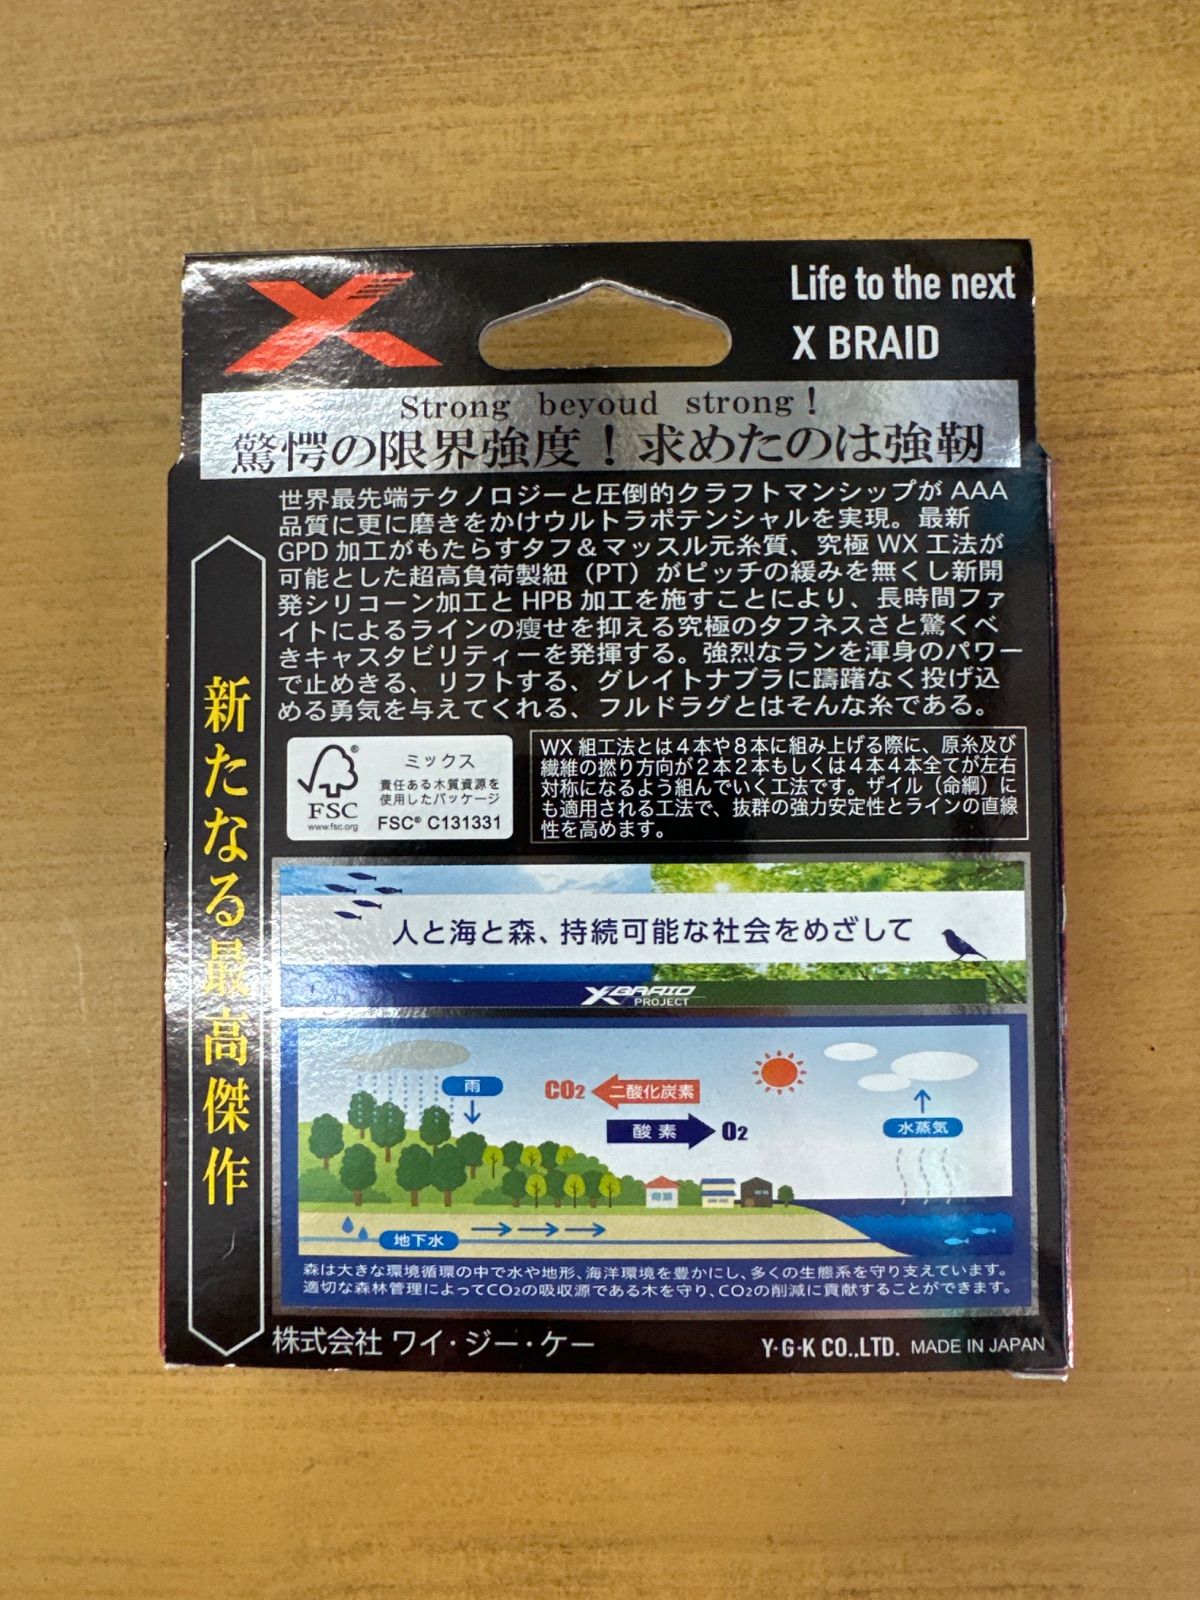 Life to the next
X BRAID
Strong beyoud strong!
驚愕の限界強度！求めたのは強靭
世界最先端テクノロジーと圧倒的クラフトマンシップが AAA
品質に更に磨きをかけウルトラポテンシャルを実現。最新
GPD 加工がもたらすタフ＆マッスル元糸質、究極 WX 工法が
可能とした超高負荷製紐（PT）がピッチの緩みを無くし新開
発シリコーン加工と HPB 加工を施すことにより、長時間ファ
イトによるラインの痩せを抑える究極のタフネスさと驚くべ
きキャスタビリティーを発揮する。強烈なランを渾身のパワー
で止めきる、リフトする、グレイトナブラに躊躇なく投げ込
める勇気を与えてくれる、フルドラグとはそんな糸である。
新たなる最高傑作
FSC
www.fsc.org
ミックス
責任ある木質資源を
使用したパッケージ
FSC® C131331
WX 組工法とは４本や８本に組み上げる際に、原糸及び
繊維の撚り方向が２本２本もしくは４本４本全てが左右
対称になるよう組んでいく工法です。ザイル（命綱）に
も適用される工法で、抜群の強力安定性とラインの直線
性を高めます。
人と海と森、持続可能な社会をめざして
X BRAID
PROJECT
雨
CO2
二酸化炭素
酸素
O2
水蒸気
地下水
森は大きな環境循環の中で水や地形、海洋環境を豊かにし、多くの生態系を守り支えています。
適切な森林管理によってCO2の吸収源である木を守り、CO2の削減に貢献することができます。
株式会社 ワイ・ジー・ケー
Y·G·K CO.,LTD. MADE IN JAPAN